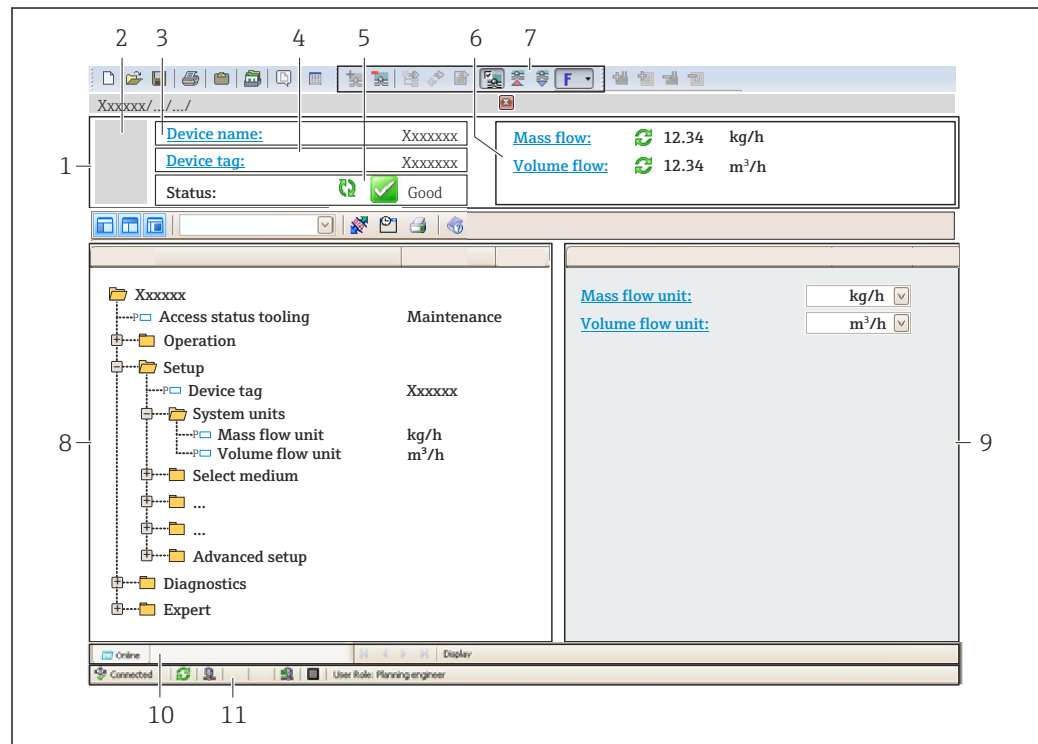 2 3 4 5 6 7
F
Xxxxxx/.../.../
1
Device name: Xxxxxxx
Device tag: Xxxxxxx
Status: Good
Mass flow: 12.34 kg/h
Volume flow: 12.34 m³/h
Xxxxxx
P Access status tooling Maintenance
Operation
Setup
P Device tag Xxxxxx
System units
P Mass flow unit kg/h
P Volume flow unit m³/h
Select medium
...
...
Advanced setup
Diagnostics
Expert
8
Mass flow unit: kg/h
Volume flow unit: m³/h
9
Online Display
Connected User Role: Planning engineer
10 11